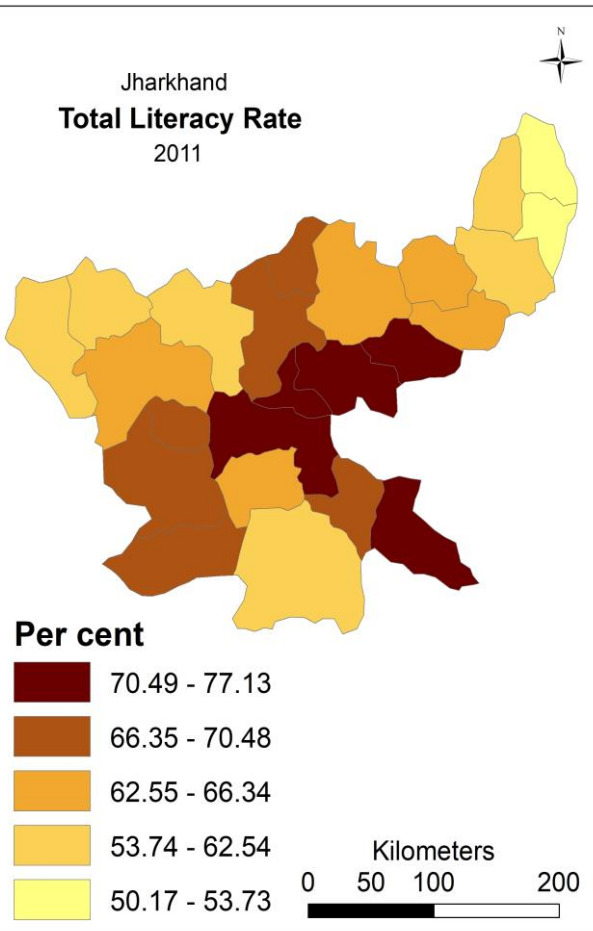 N
Jharkhand
Total Literacy Rate
2011
Per cent
70.49 - 77.13
66.35 - 70.48
62.55 - 66.34
53.74 - 62.54
50.17 - 53.73
Kilometers
0 50 100 200